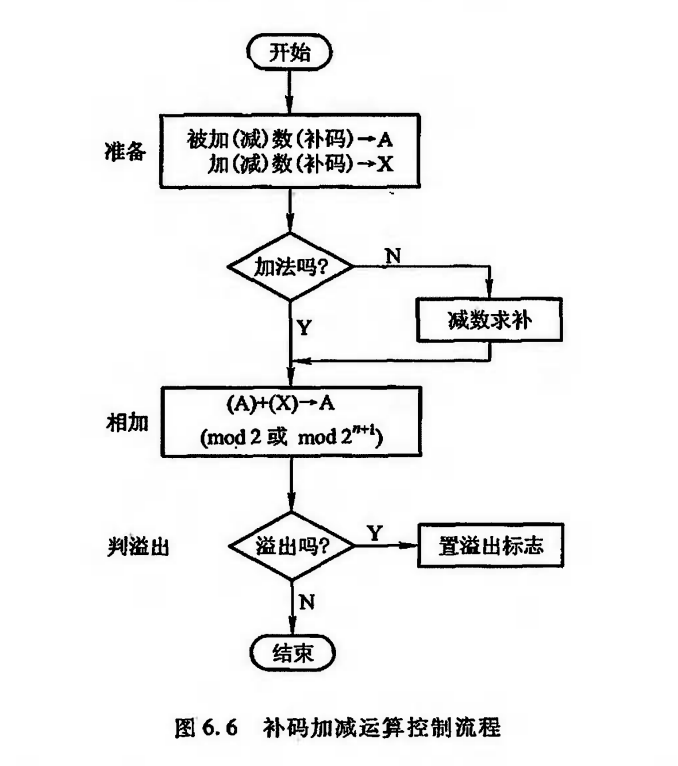 开始
准备
被加(减)数(补码)→A
加(减)数(补码)→X
加法吗?
N
减数求补
Y
相加
(A)+(X)→A
(mod 2 或 mod 2ⁿ⁺¹)
判溢出
溢出吗?
Y
置溢出标志
N
结束
图 6.6 补码加减运算控制流程